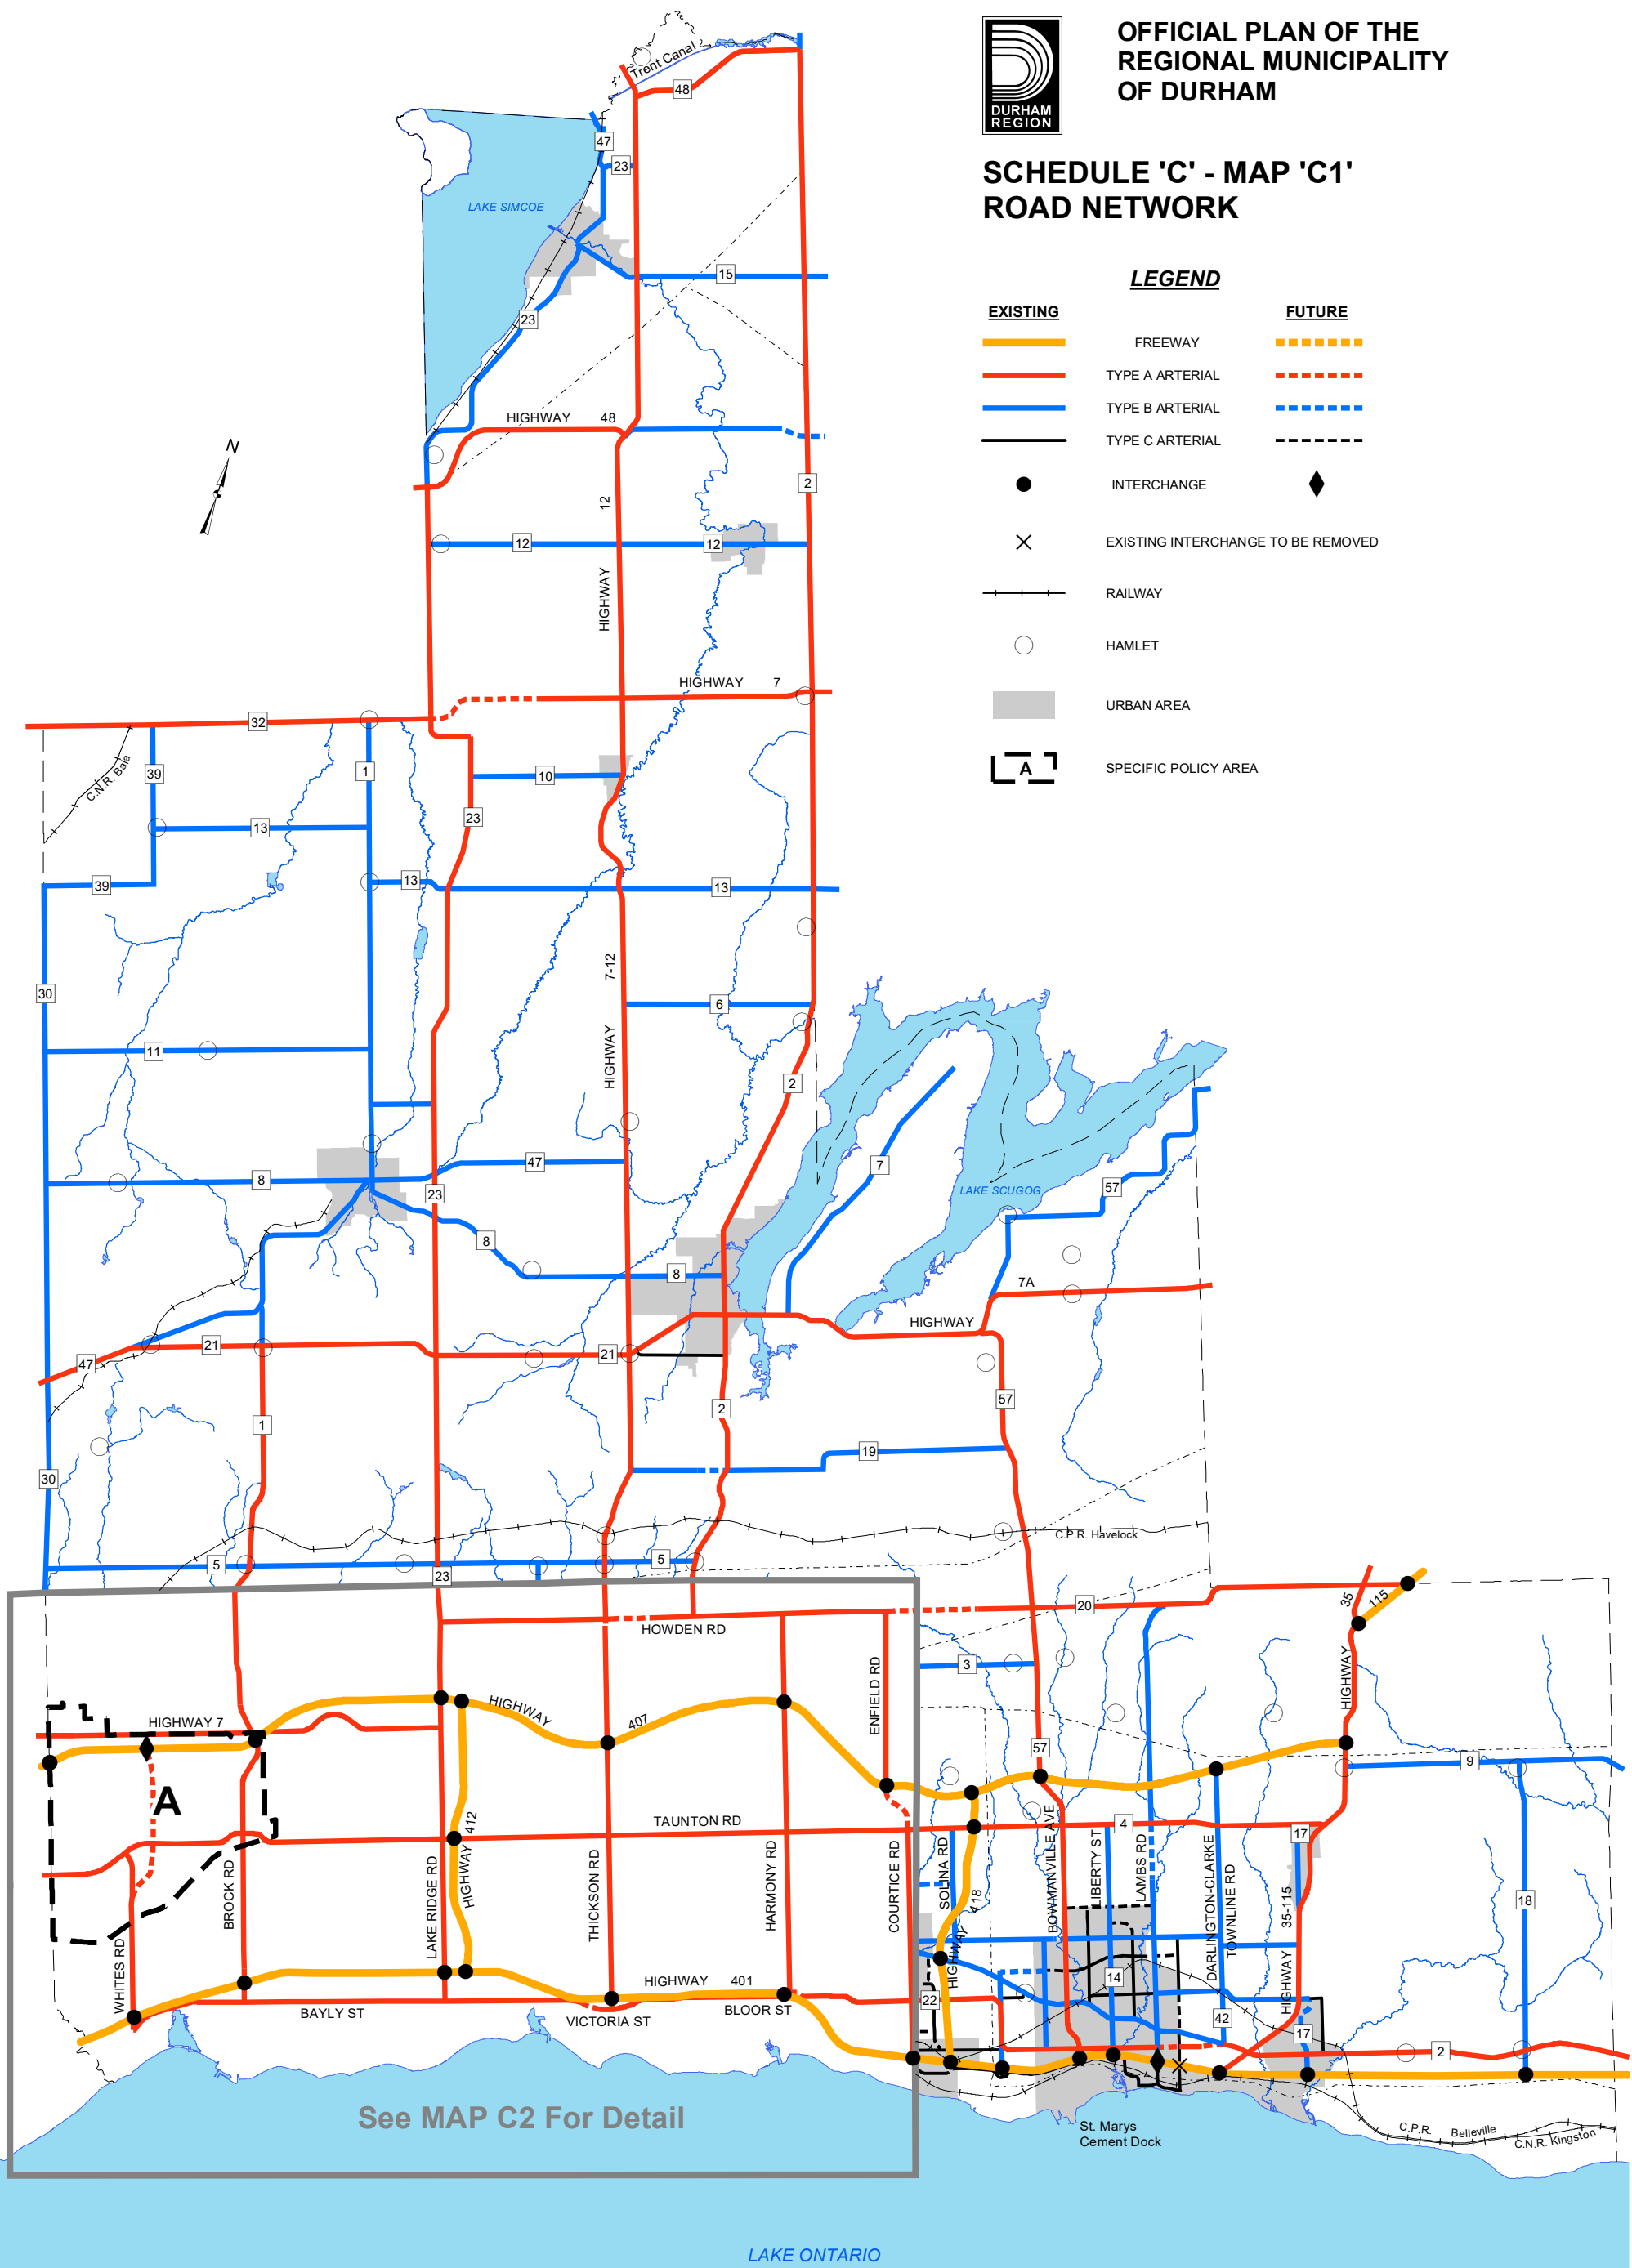 OFFICIAL PLAN OF THE
REGIONAL MUNICIPALITY
OF DURHAM
DURHAM
REGION
SCHEDULE 'C' - MAP 'C1'
ROAD NETWORK
LEGEND
EXISTING
FUTURE
FREEWAY
TYPE A ARTERIAL
TYPE B ARTERIAL
TYPE C ARTERIAL
INTERCHANGE
EXISTING INTERCHANGE TO BE REMOVED
RAILWAY
HAMLET
URBAN AREA
A
SPECIFIC POLICY AREA
N
Trent Canal
48
47
23
LAKE SIMCOE
15
23
HIGHWAY 48
2
12
12
12
HIGHWAY
HIGHWAY 7
32
C.N.R. Bala
39
1
10
23
13
39
13
13
30
7-12
HIGHWAY
6
11
2
7
47
8
23
LAKE SCUGOG
57
8
8
7A
HIGHWAY
21
21
47
57
2
1
19
30
C.P.R. Havelock
5
5
23
35
115
20
HOWDEN RD
3
ENFIELD RD
HIGHWAY
HIGHWAY
407
HIGHWAY 7
57
9
A
TAUNTON RD
412
HIGHWAY
4
17
BROCK RD
LAKE RIDGE RD
THICKSON RD
HARMONY RD
COURTICE RD
SOLINA RD
418
HIGHWAY
BOWMANVILLE AVE
LIBERTY ST
LAMBS RD
DARLINGTON-CLARKE
TOWNLINE RD
35-115
HIGHWAY
18
WHITES RD
14
HIGHWAY 401
22
BAYLY ST
VICTORIA ST
BLOOR ST
42
17
2
See MAP C2 For Detail
St. Marys
Cement Dock
C.P.R. Belleville
C.N.R. Kingston
LAKE ONTARIO